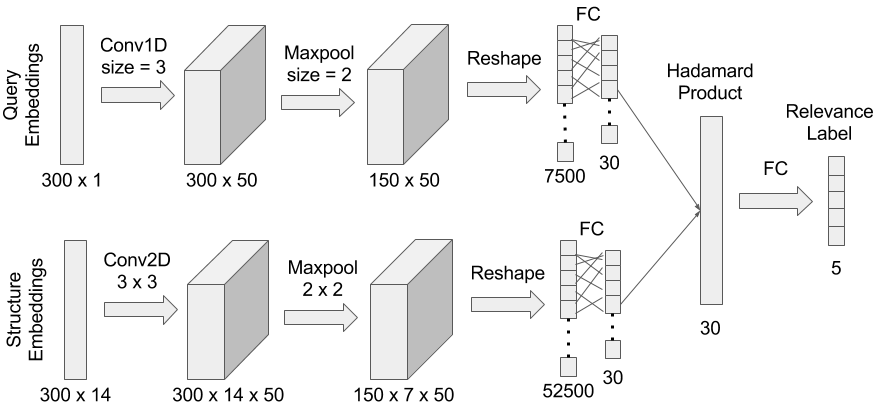 Query
Embeddings
300 x 1
Conv1D
size = 3
300 x 50
Maxpool
size = 2
150 x 50
Reshape
FC
7500
30
Structure
Embeddings
300 x 14
Conv2D
3 x 3
300 x 14 x 50
Maxpool
2 x 2
150 x 7 x 50
Reshape
FC
52500
30
Hadamard
Product
30
FC
Relevance
Label
5